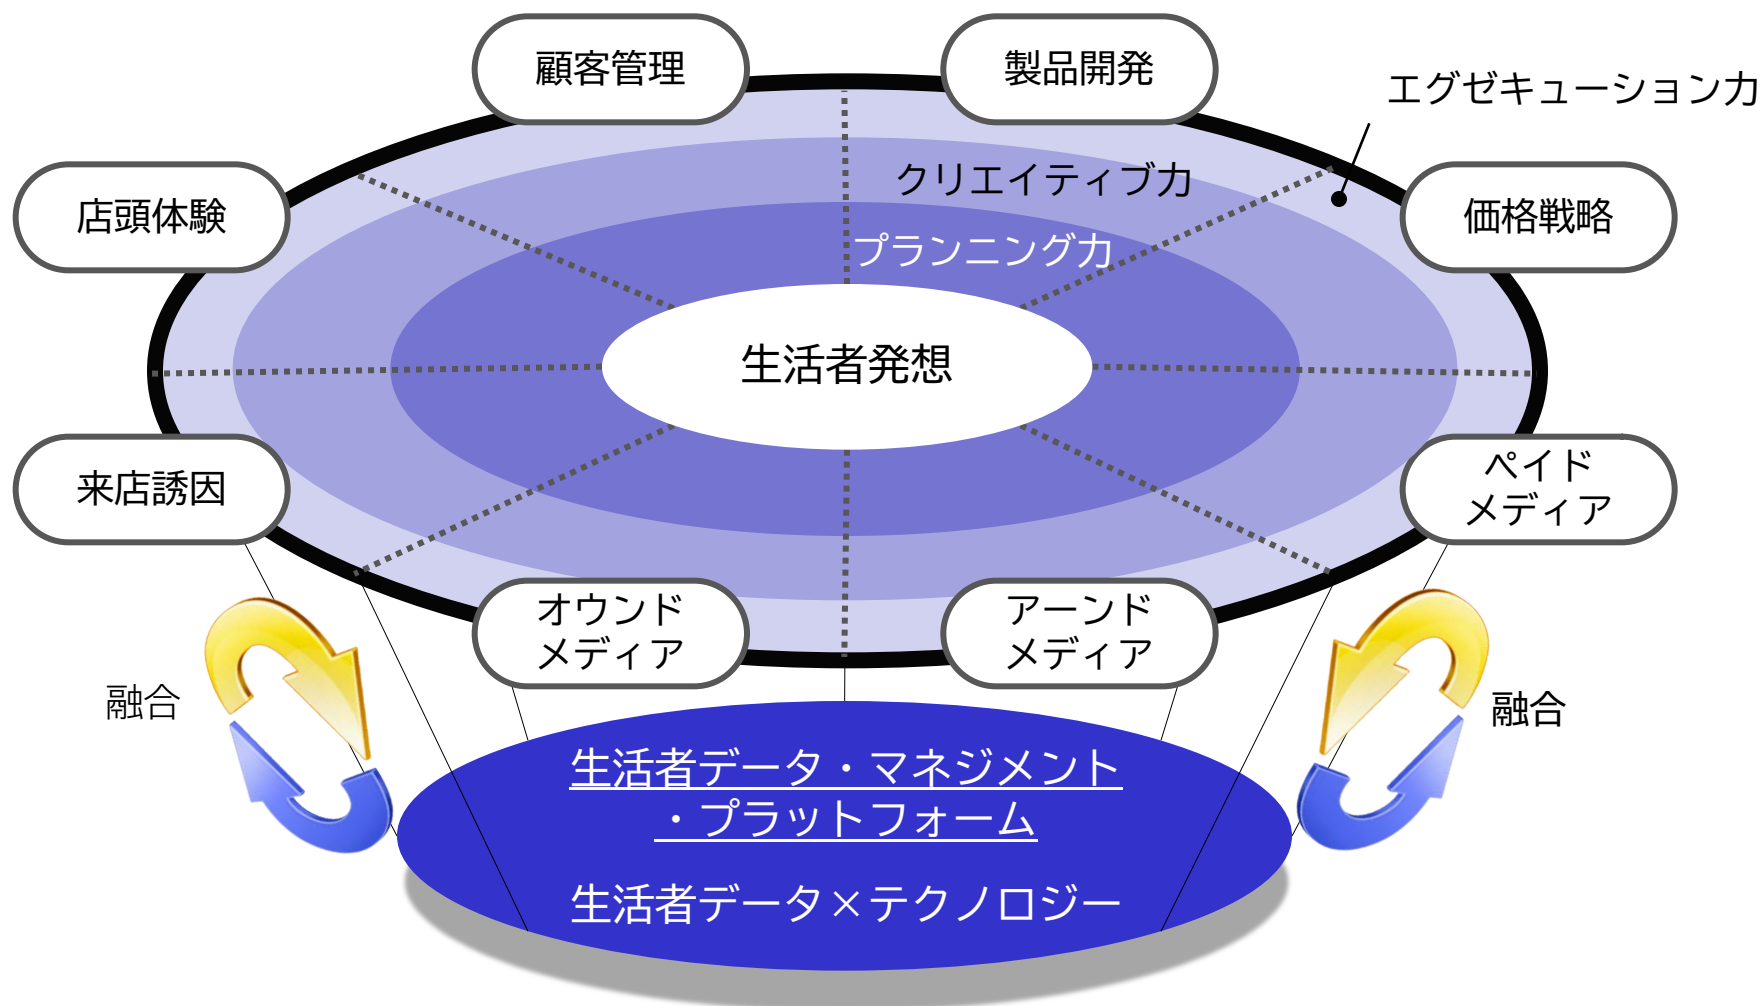 顧客管理
製品開発
エグゼキューション力
クリエイティブ力
店頭体験
価格戦略
プランニング力
生活者発想
来店誘因
ペイド
メディア
オウンド
メディア
アーンド
メディア
融合
融合
生活者データ・マネジメント
・プラットフォーム
生活者データ×テクノロジー